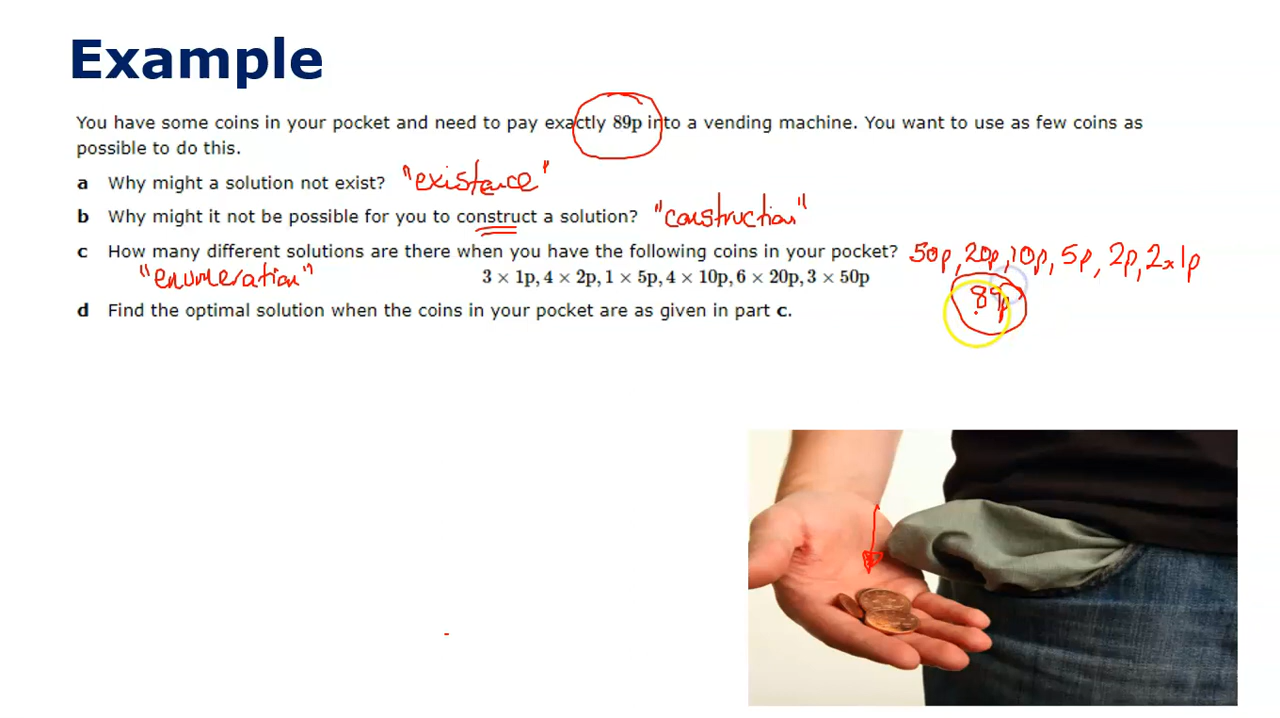 Example
You have some coins in your pocket and need to pay exactly 89p into a vending machine. You want to use as few coins as
possible to do this.
a Why might a solution not exist? "existence"
b Why might it not be possible for you to construct a solution? "construction"
c How many different solutions are there when you have the following coins in your pocket? 50p, 20p, 10p, 5p, 2p, 2x1p
"enumeration" 3 × 1p, 4 × 2p, 1 × 5p, 4 × 10p, 6 × 20p, 3 × 50p
89p
d Find the optimal solution when the coins in your pocket are as given in part c.